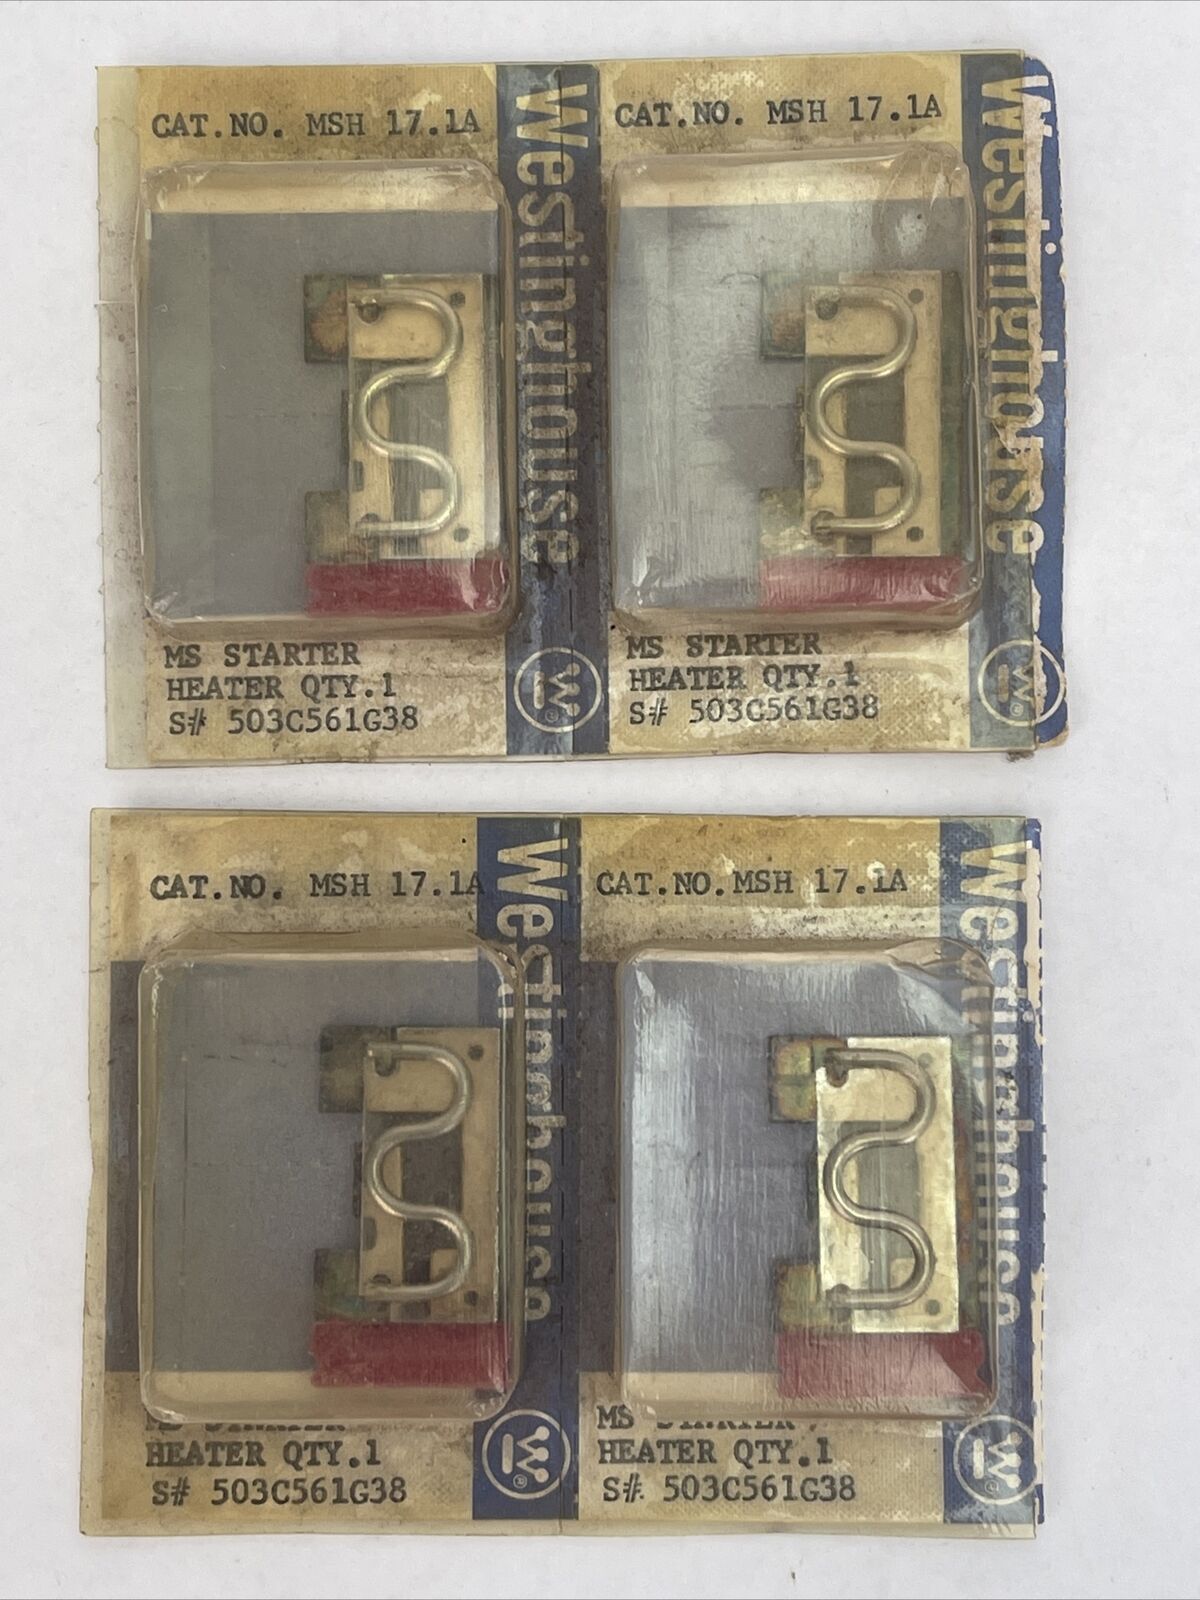 CAT.NO. MSH 17.1A
Westinghouse
MS STARTER
HEATER QTY.1
S# 503C561G38
W®
CAT.NO. MSH 17.1A
Westinghouse
MS STARTER
HEATER QTY.1
S# 503C561G38
W®
CAT.NO. MSH 17.1A
Westinghouse
HEATER QTY.1
S# 503C561G38
W®
CAT.NO. MSH 17.1A
Westinghouse
MS STARTER
HEATER QTY.1
S# 503C561G38
W®